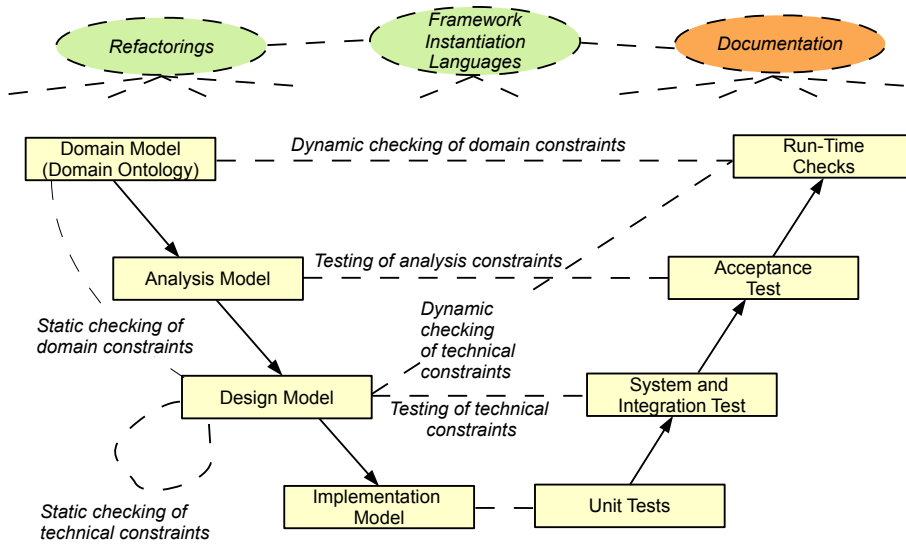 Refactorings
Framework
Instantiation
Languages
Documentation
Domain Model
(Domain Ontology)
Dynamic checking of domain constraints
Run-Time
Checks
Analysis Model
Testing of analysis constraints
Acceptance
Test
Static checking of
domain constraints
Dynamic
checking
of technical
constraints
Design Model
Testing of technical
constraints
System and
Integration Test
Static checking of
technical constraints
Implementation
Model
Unit Tests